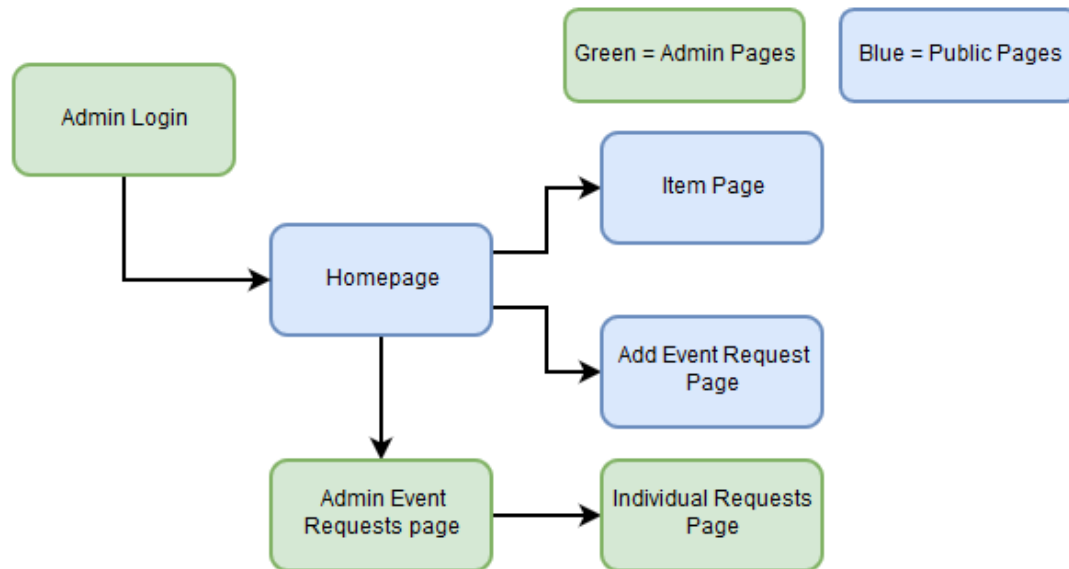 Green = Admin Pages
Blue = Public Pages
Admin Login
Item Page
Homepage
Add Event Request
Page
Admin Event
Requests page
Individual Requests
Page